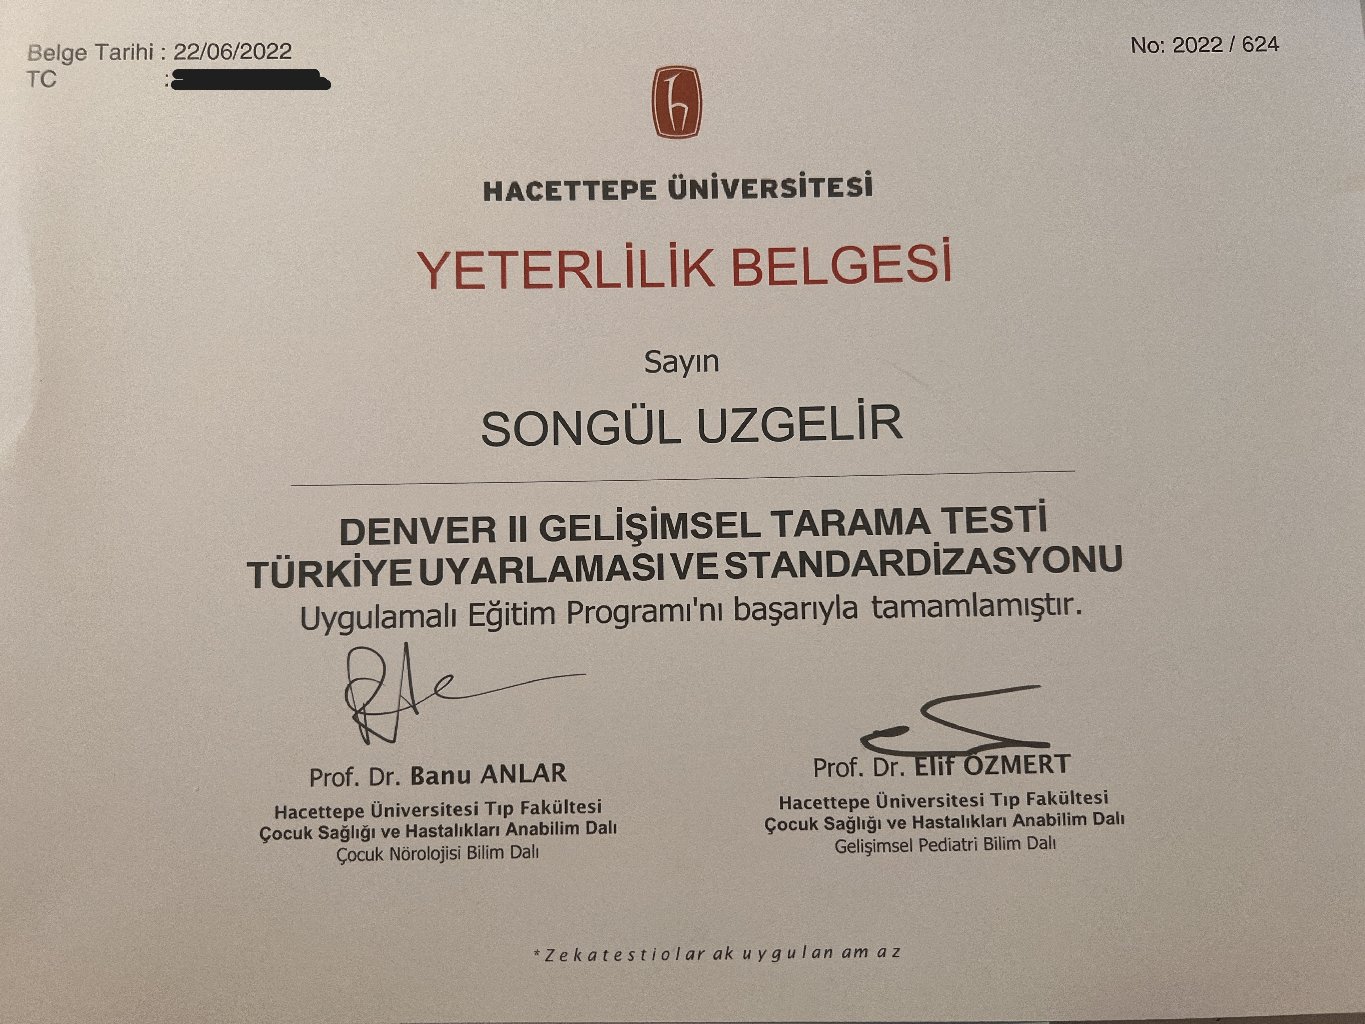 Belge Tarihi : 22/06/2022
No: 2022 / 624
TC :
HACETTEPE ÜNİVERSİTESİ
YETERLİLİK BELGESİ
Sayın
SONGÜL UZGELİR
DENVER II GELİŞİMSEL TARAMA TESTİ
TÜRKİYE UYARLAMASI VE STANDARDİZASYONU
Uygulamalı Eğitim Programı'nı başarıyla tamamlamıştır.
Prof. Dr. Banu ANLAR
Hacettepe Üniversitesi Tıp Fakültesi
Çocuk Sağlığı ve Hastalıkları Anabilim Dalı
Çocuk Nörolojisi Bilim Dalı
Prof. Dr. Elif ÖZMERT
Hacettepe Üniversitesi Tıp Fakültesi
Çocuk Sağlığı ve Hastalıkları Anabilim Dalı
Gelişimsel Pediatri Bilim Dalı
*Zeka testi olarak uygulanamaz